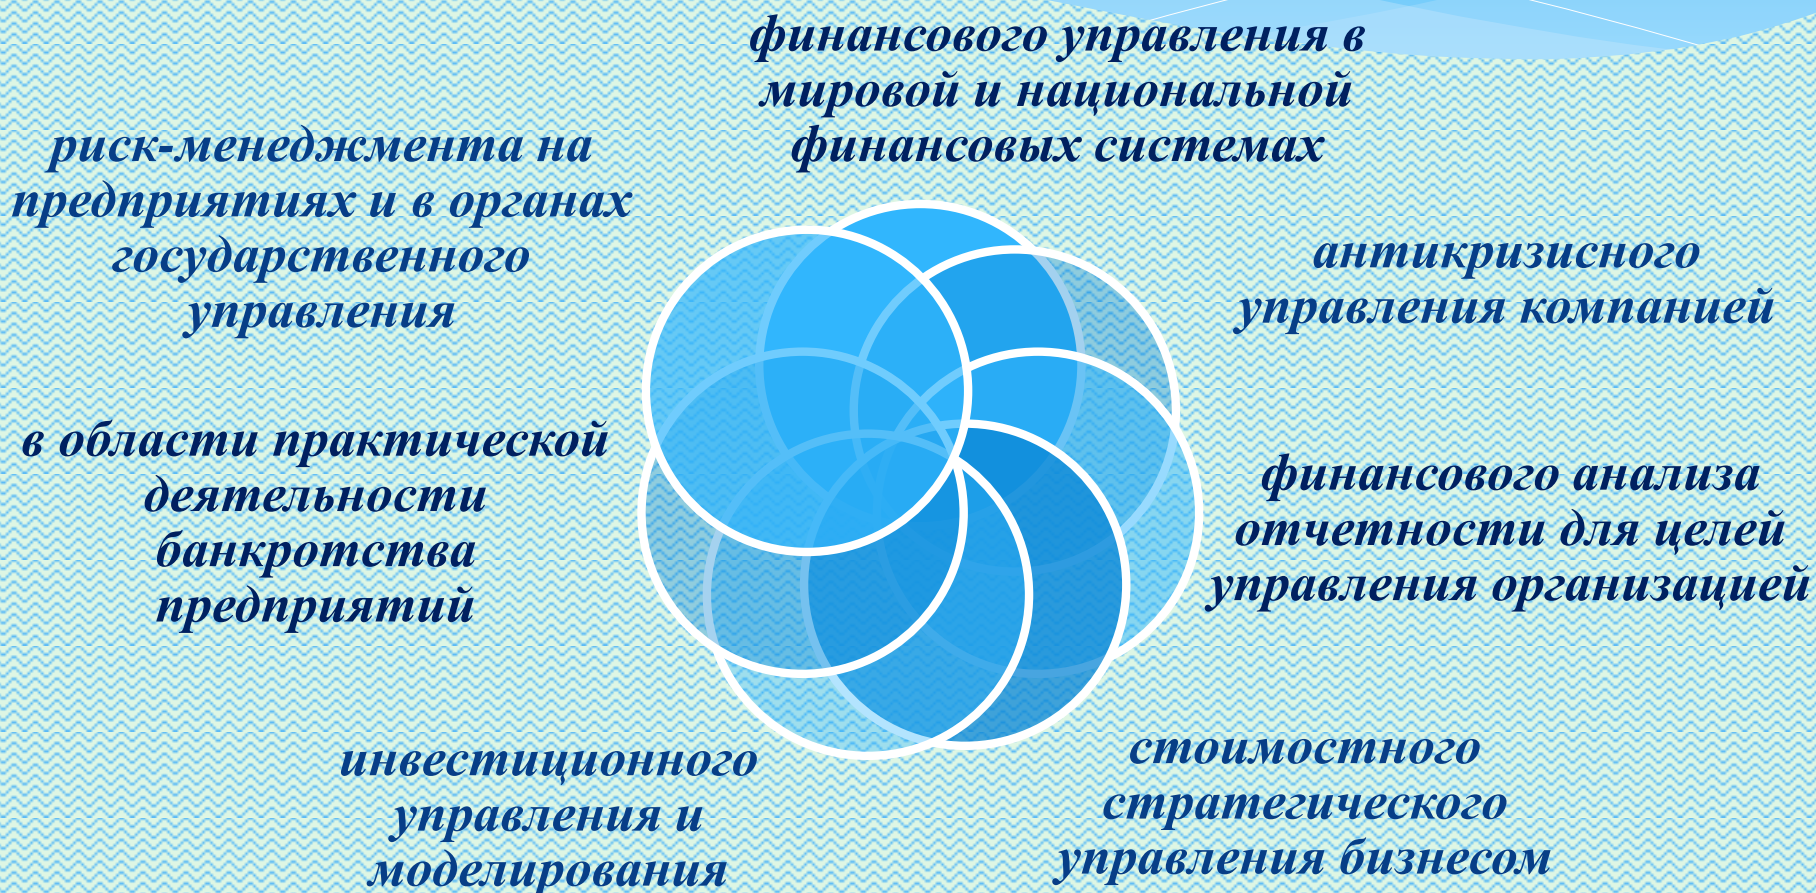 финансового управления в
мировой и национальной
финансовых системах
антикризисного
управления компанией
финансового анализа
отчетности для целей
управления организацией
стоимостного
стратегического
управления бизнесом
инвестиционного
управления и
моделирования
в области практической
деятельности
банкротства
предприятий
риск-менеджмента на
предприятиях и в органах
государственного
управления